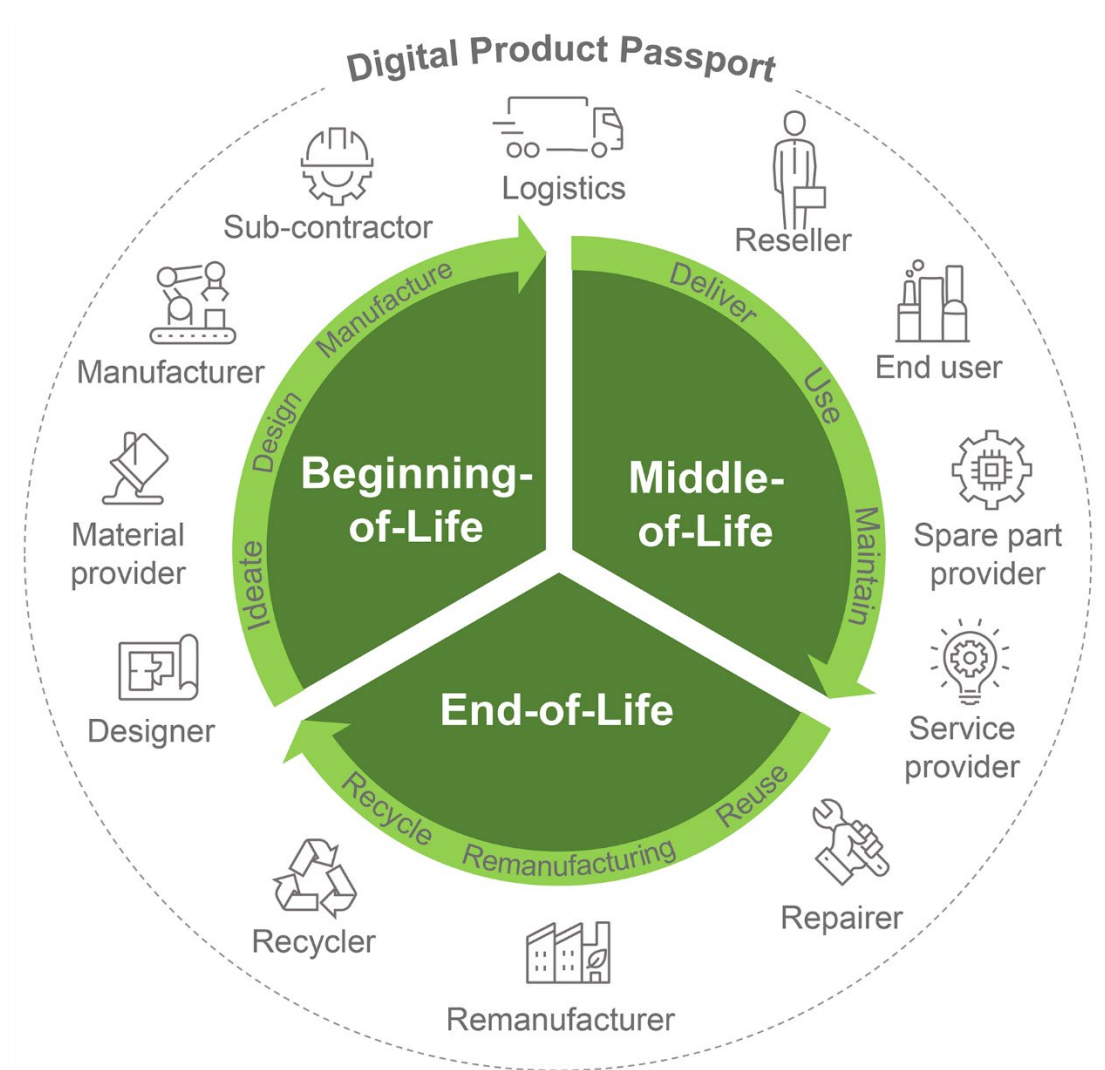 Digital Product Passport
Logistics
Reseller
End user
Spare part
provider
Service
provider
Repairer
Remanufacturer
Recycler
Designer
Material
provider
Manufacturer
Sub-contractor
Ideate
Design
Manufacture
Deliver
Use
Maintain
Reuse
Remanufacturing
Recycle
Beginning-
of-Life
Middle-
of-Life
End-of-Life